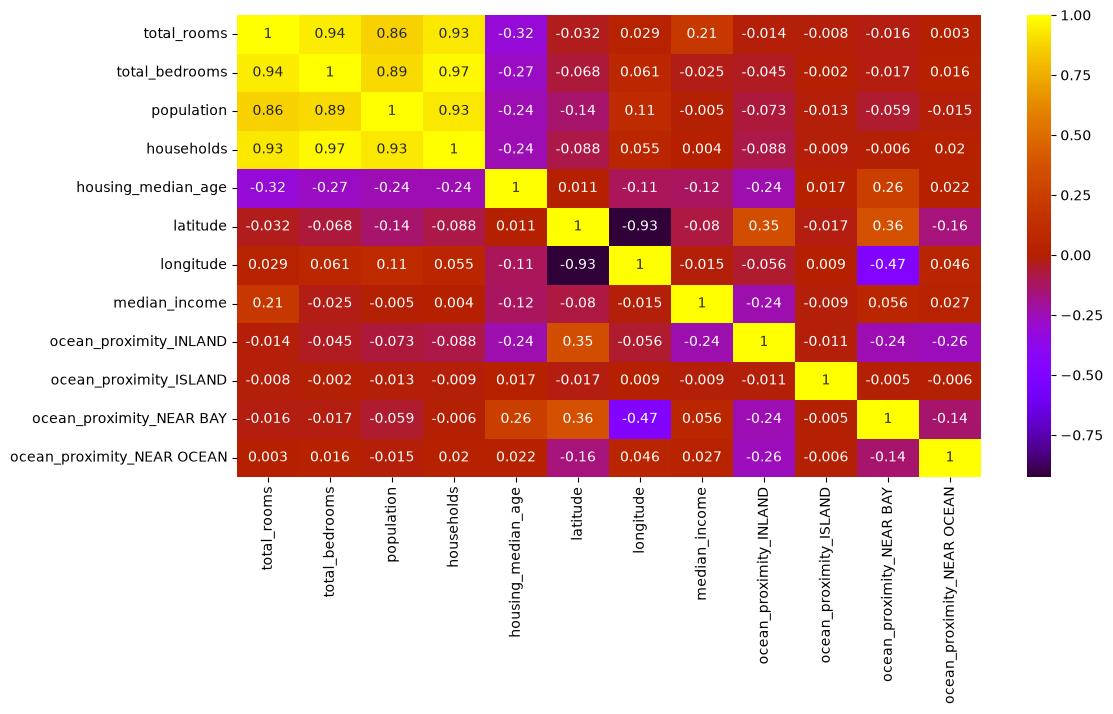 total_rooms 1 0.94 0.86 0.93 -0.32 -0.032 0.029 0.21 -0.014 -0.008 -0.016 0.003
total_bedrooms 0.94 1 0.89 0.97 -0.27 -0.068 0.061 -0.025 -0.045 -0.002 -0.017 0.016
population 0.86 0.89 1 0.93 -0.24 -0.14 0.11 -0.005 -0.073 -0.013 -0.059 -0.015
households 0.93 0.97 0.93 1 -0.24 -0.088 0.055 0.004 -0.088 -0.009 -0.006 0.02
housing_median_age -0.32 -0.27 -0.24 -0.24 1 0.011 -0.11 -0.12 -0.24 0.017 0.26 0.022
latitude -0.032 -0.068 -0.14 -0.088 0.011 1 -0.93 -0.08 0.35 -0.017 0.36 -0.16
longitude 0.029 0.061 0.11 0.055 -0.11 -0.93 1 -0.015 -0.056 0.009 -0.47 0.046
median_income 0.21 -0.025 -0.005 0.004 -0.12 -0.08 -0.015 1 -0.24 -0.009 0.056 0.027
ocean_proximity_INLAND -0.014 -0.045 -0.073 -0.088 -0.24 0.35 -0.056 -0.24 1 -0.011 -0.24 -0.26
ocean_proximity_ISLAND -0.008 -0.002 -0.013 -0.009 0.017 -0.017 0.009 -0.009 -0.011 1 -0.005 -0.006
ocean_proximity_NEAR BAY -0.016 -0.017 -0.059 -0.006 0.26 0.36 -0.47 0.056 -0.24 -0.005 1 -0.14
ocean_proximity_NEAR OCEAN 0.003 0.016 -0.015 0.02 0.022 -0.16 0.046 0.027 -0.26 -0.006 -0.14 1
total_rooms
total_bedrooms
population
households
housing_median_age
latitude
longitude
median_income
ocean_proximity_INLAND
ocean_proximity_ISLAND
ocean_proximity_NEAR BAY
ocean_proximity_NEAR OCEAN
1.00
0.75
0.50
0.25
0.00
−0.25
−0.50
−0.75